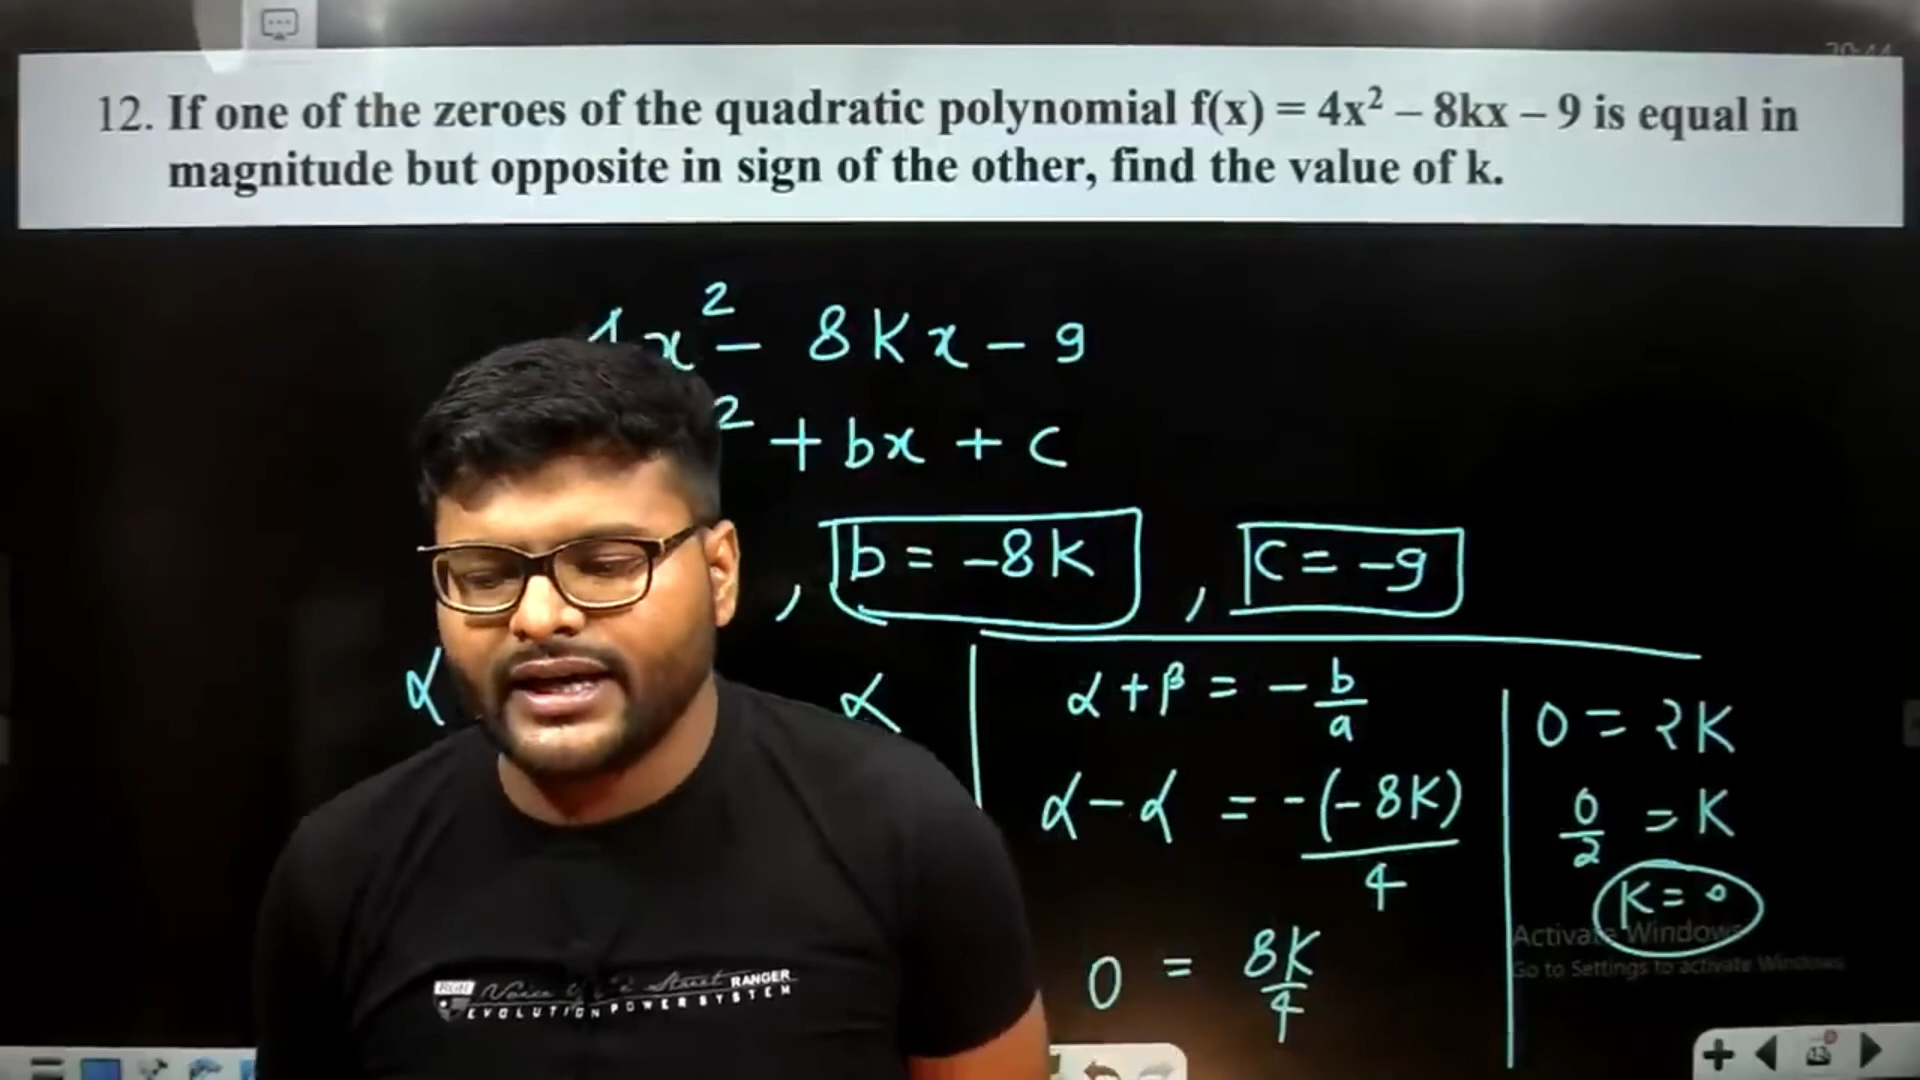 12. If one of the zeroes of the quadratic polynomial f(x) = 4x² – 8kx – 9 is equal in
magnitude but opposite in sign of the other, find the value of k.
4x² – 8Kx – 9
² + bx + c
, b = –8K , c = –9
α α
α + β = – b/a
α – α = –(–8K)/4
0 = 8K/4
0 = 2K
0/2 = K
K = 0
Activate Windows
Go to Settings to activate Windows.
RANGER
EVOLUTION POWER SYSTEM